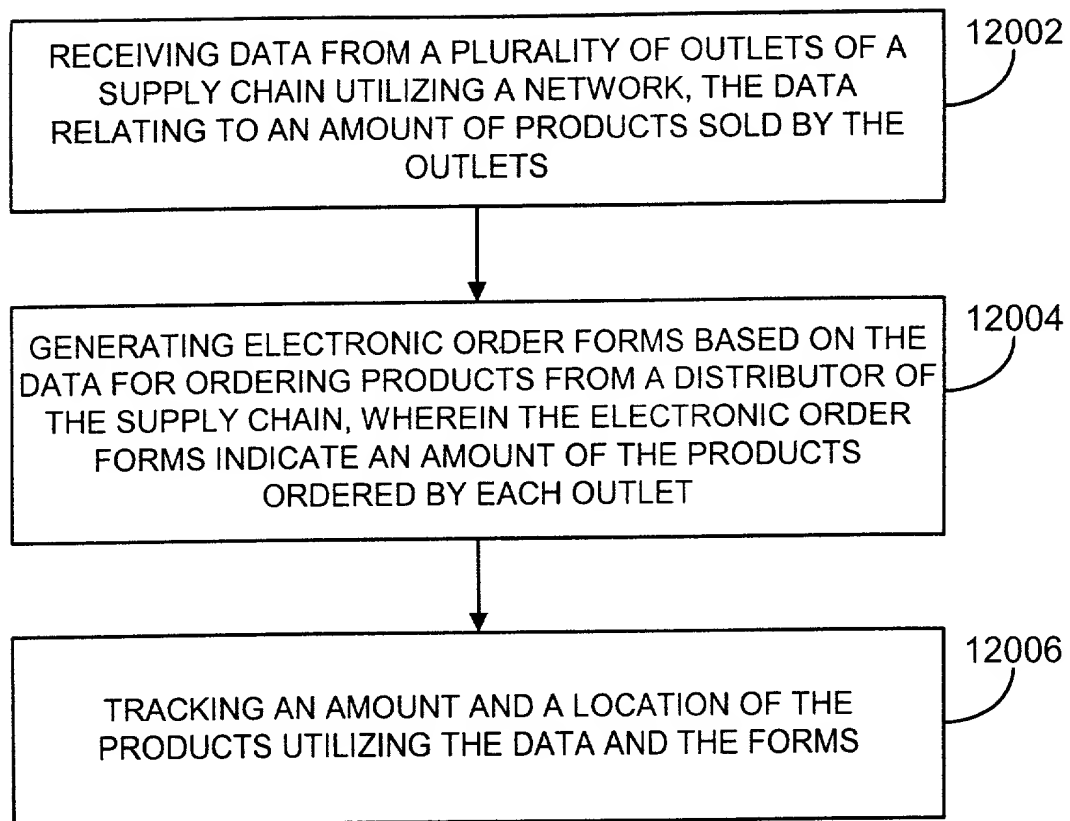 RECEIVING DATA FROM A PLURALITY OF OUTLETS OF A
SUPPLY CHAIN UTILIZING A NETWORK, THE DATA
RELATING TO AN AMOUNT OF PRODUCTS SOLD BY THE
OUTLETS
12002
GENERATING ELECTRONIC ORDER FORMS BASED ON THE
DATA FOR ORDERING PRODUCTS FROM A DISTRIBUTOR OF
THE SUPPLY CHAIN, WHEREIN THE ELECTRONIC ORDER
FORMS INDICATE AN AMOUNT OF THE PRODUCTS
ORDERED BY EACH OUTLET
12004
TRACKING AN AMOUNT AND A LOCATION OF THE
PRODUCTS UTILIZING THE DATA AND THE FORMS
12006